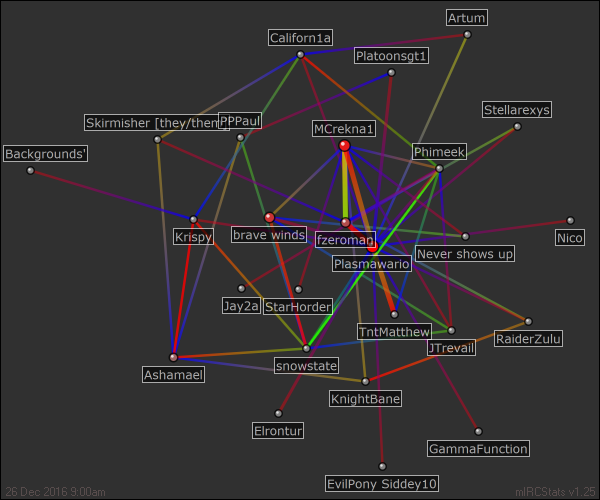 Artum
Californ1a
Platoonsgt1
Stellarexys
Skirmisher [they/them]
PPPaul
MCrekna1
Phimeek
Backgrounds'
Krispy
brave winds
fzeroman
Nico
Never shows up
Plasmawario
Jay2a
StarHorder
TntMatthew
JTrevail
RaiderZulu
snowstate
Ashamael
KnightBane
Elrontur
GammaFunction
EvilPony Siddey10
26 Dec 2016 9:00am
mIRCStats v1.25